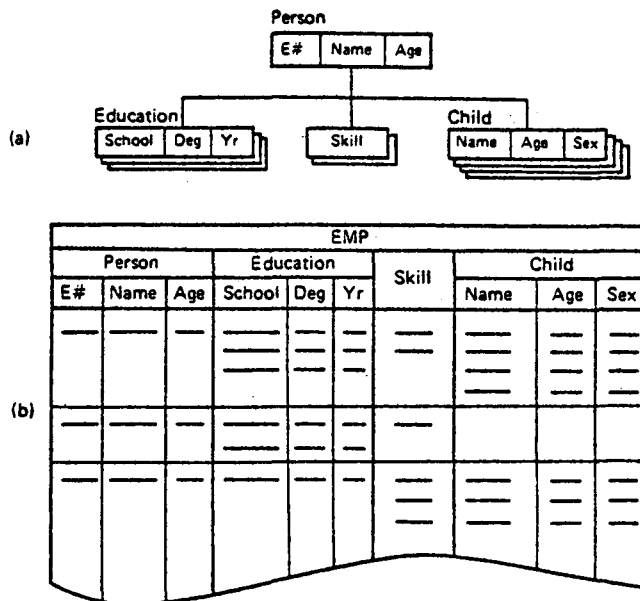 Person
E# Name Age
Education
School Deg Yr
Skill
Child
Name Age Sex
(a)
EMP
Person Education Skill Child
E# Name Age School Deg Yr Name Age Sex
(b)